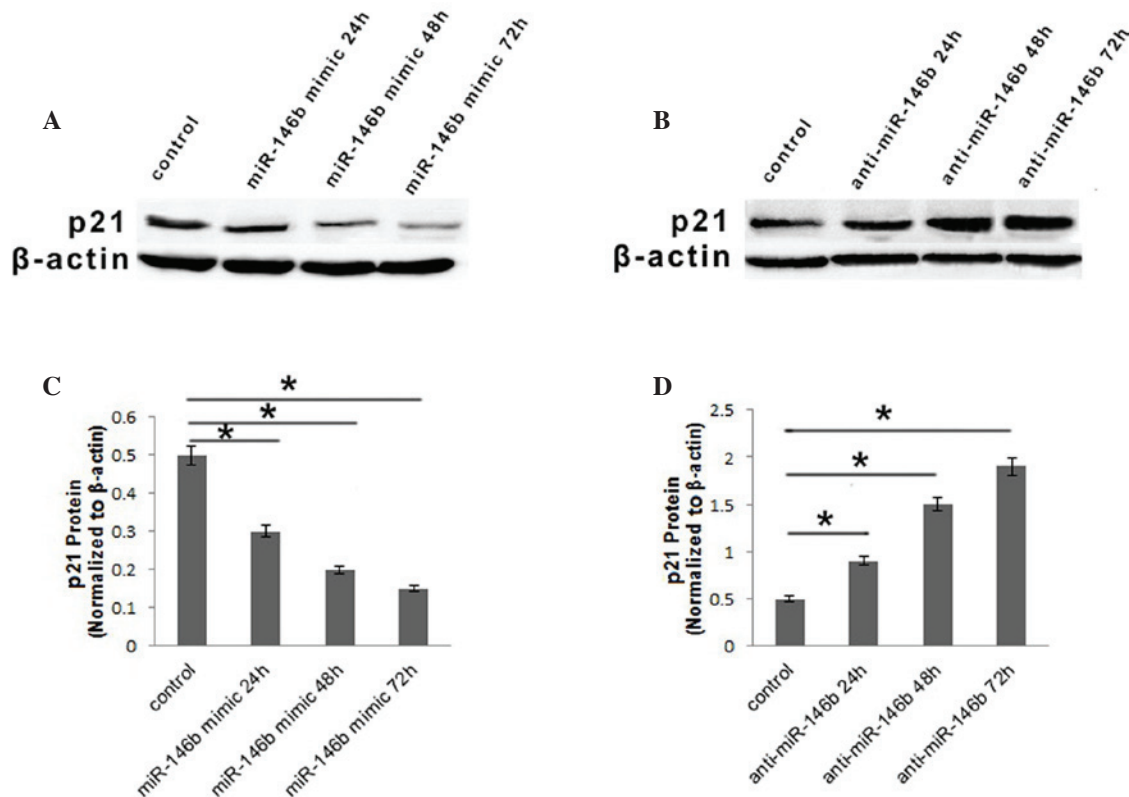 A
control
miR-146b mimic 24h
miR-146b mimic 48h
miR-146b mimic 72h
p21
β-actin
B
control
anti-miR-146b 24h
anti-miR-146b 48h
anti-miR-146b 72h
p21
β-actin
C
p21 Protein
(Normalized to β-actin)
0.6
0.5
0.4
0.3
0.2
0.1
0
*
*
*
control
miR-146b mimic 24h
miR-146b mimic 48h
miR-146b mimic 72h
D
p21 Protein
(Normalized to β-actin)
2.5
2
1.5
1
0.5
0
*
*
*
control
anti-miR-146b 24h
anti-miR-146b 48h
anti-miR-146b 72h